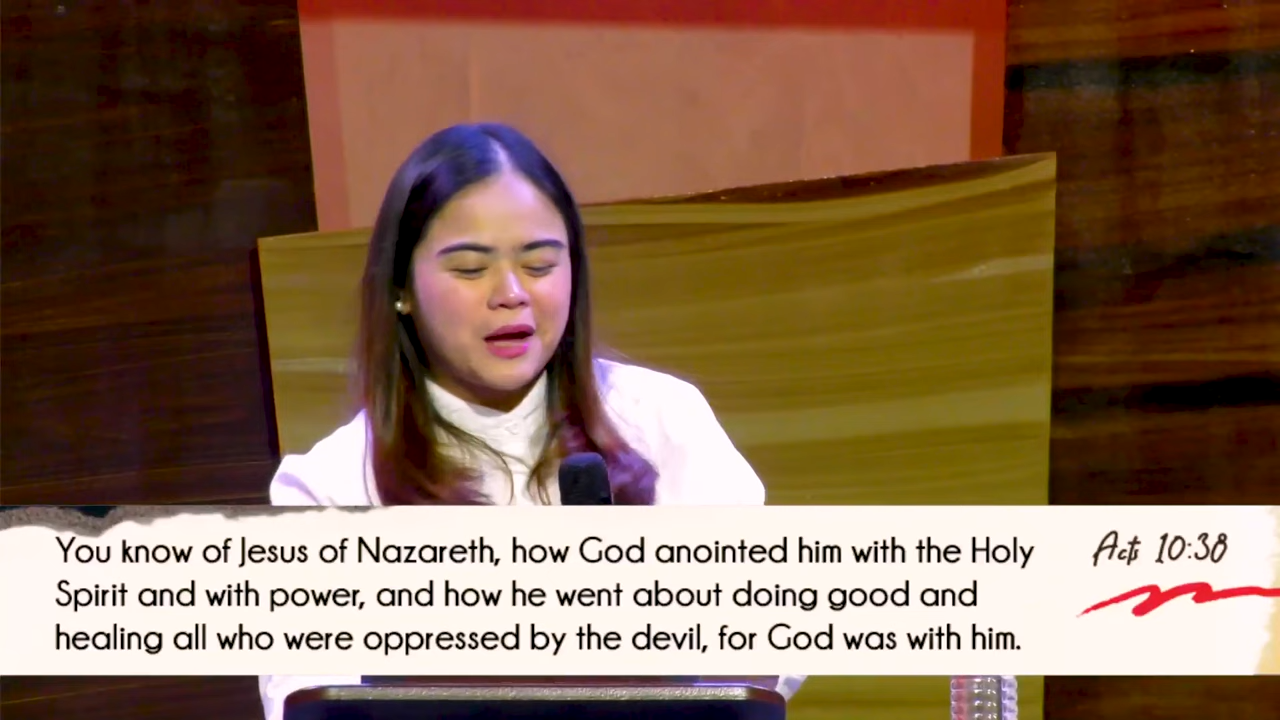 You know of Jesus of Nazareth, how God anointed him with the Holy
Spirit and with power, and how he went about doing good and
healing all who were oppressed by the devil, for God was with him.
Acts 10:38